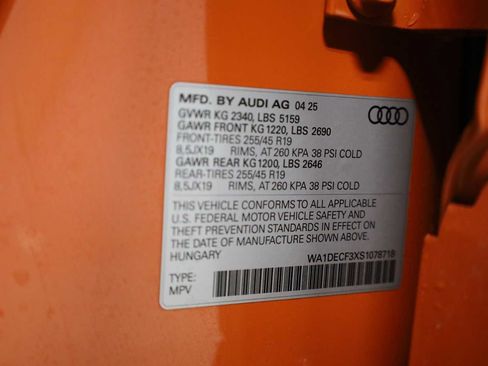 MFD. BY AUDI AG 04 25
GVWR KG 2340, LBS 5159
GAWR FRONT KG 1220, LBS 2690
FRONT-TIRES 255/45 R19
8,5JX19 RIMS, AT 260 KPA 38 PSI COLD
GAWR REAR KG 1200, LBS 2646
REAR-TIRES 255/45 R19
8,5JX19 RIMS, AT 260 KPA 38 PSI COLD
THIS VEHICLE CONFORMS TO ALL APPLICABLE
U.S. FEDERAL MOTOR VEHICLE SAFETY AND
THEFT PREVENTION STANDARDS IN EFFECT ON
THE DATE OF MANUFACTURE SHOWN ABOVE.
HUNGARY
WA1DECF3XS1078718
TYPE:
MPV